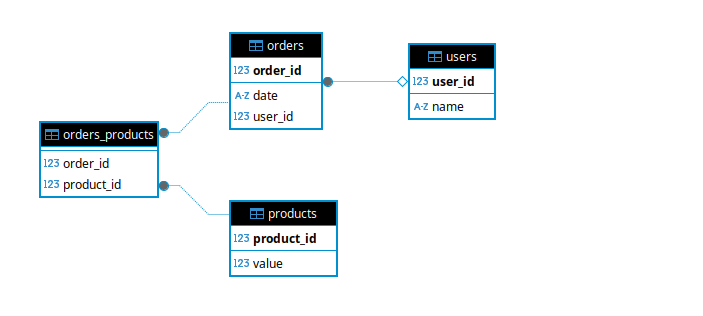 orders
123 order_id
A-Z date
123 user_id
users
123 user_id
A-Z name
orders_products
123 order_id
123 product_id
products
123 product_id
123 value